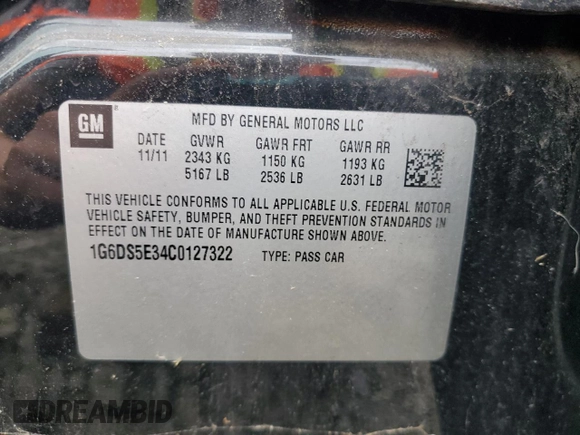 GM
MFD BY GENERAL MOTORS LLC
DATE GVWR GAWR FRT GAWR RR
11/11 2343 KG 1150 KG 1193 KG
5167 LB 2536 LB 2631 LB
THIS VEHICLE CONFORMS TO ALL APPLICABLE U.S. FEDERAL MOTOR
VEHICLE SAFETY, BUMPER, AND THEFT PREVENTION STANDARDS IN
EFFECT ON THE DATE OF MANUFACTURE SHOWN ABOVE.
1G6DS5E34C0127322 TYPE: PASS CAR
DREAMBID